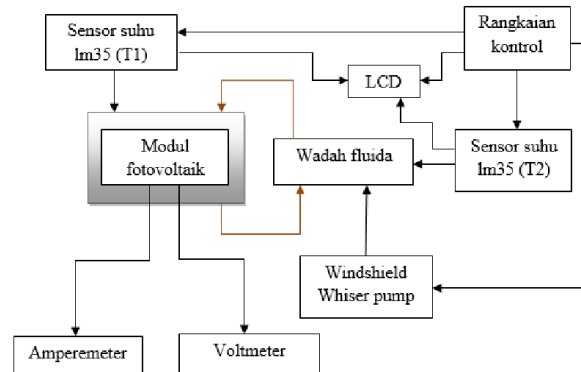 Sensor suhu
lm35 (T1)
Rangkaian
kontrol
LCD
Modul
fotovoltaik
Wadah fluida
Sensor suhu
lm35 (T2)
Windshield
Whiser pump
Amperemeter
Voltmeter